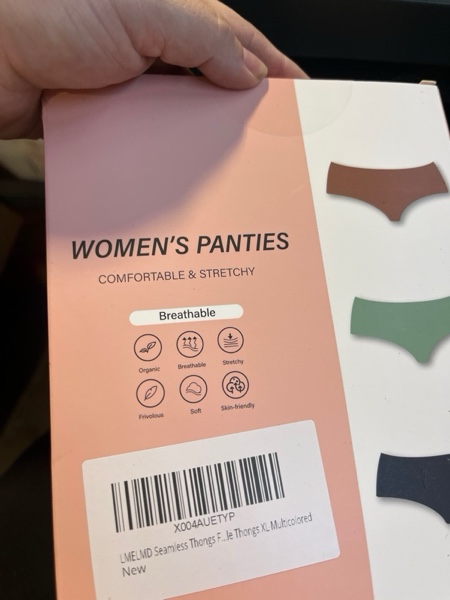 WOMEN'S PANTIES
COMFORTABLE & STRETCHY
Breathable
Organic Breathable Stretchy
Frivolous Soft Skin-friendly
X004AUETYP
LMELMD Seamless Thongs F...le Thongs XL Multicolored
New